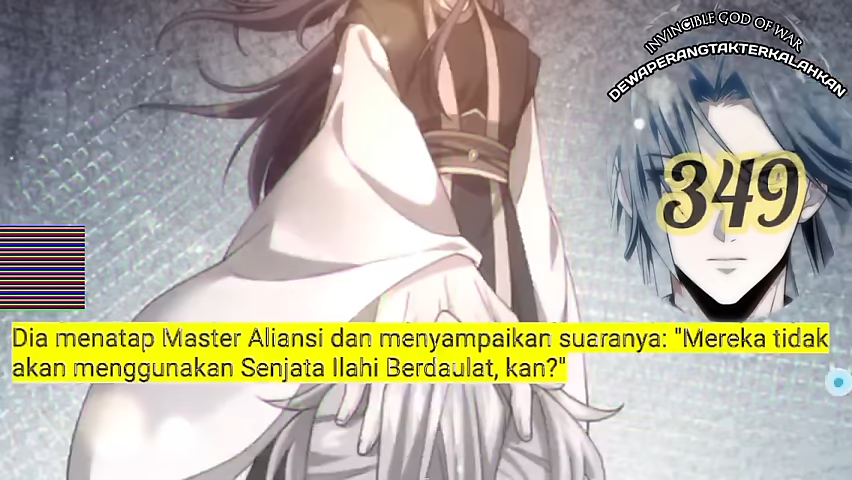 INVINCIBLE GOD OF WAR
DEWAPERANGTAKTERKALAHKAN
349
Dia menatap Master Aliansi dan menyampaikan suaranya: "Mereka tidak
akan menggunakan Senjata Ilahi Berdaulat, kan?"